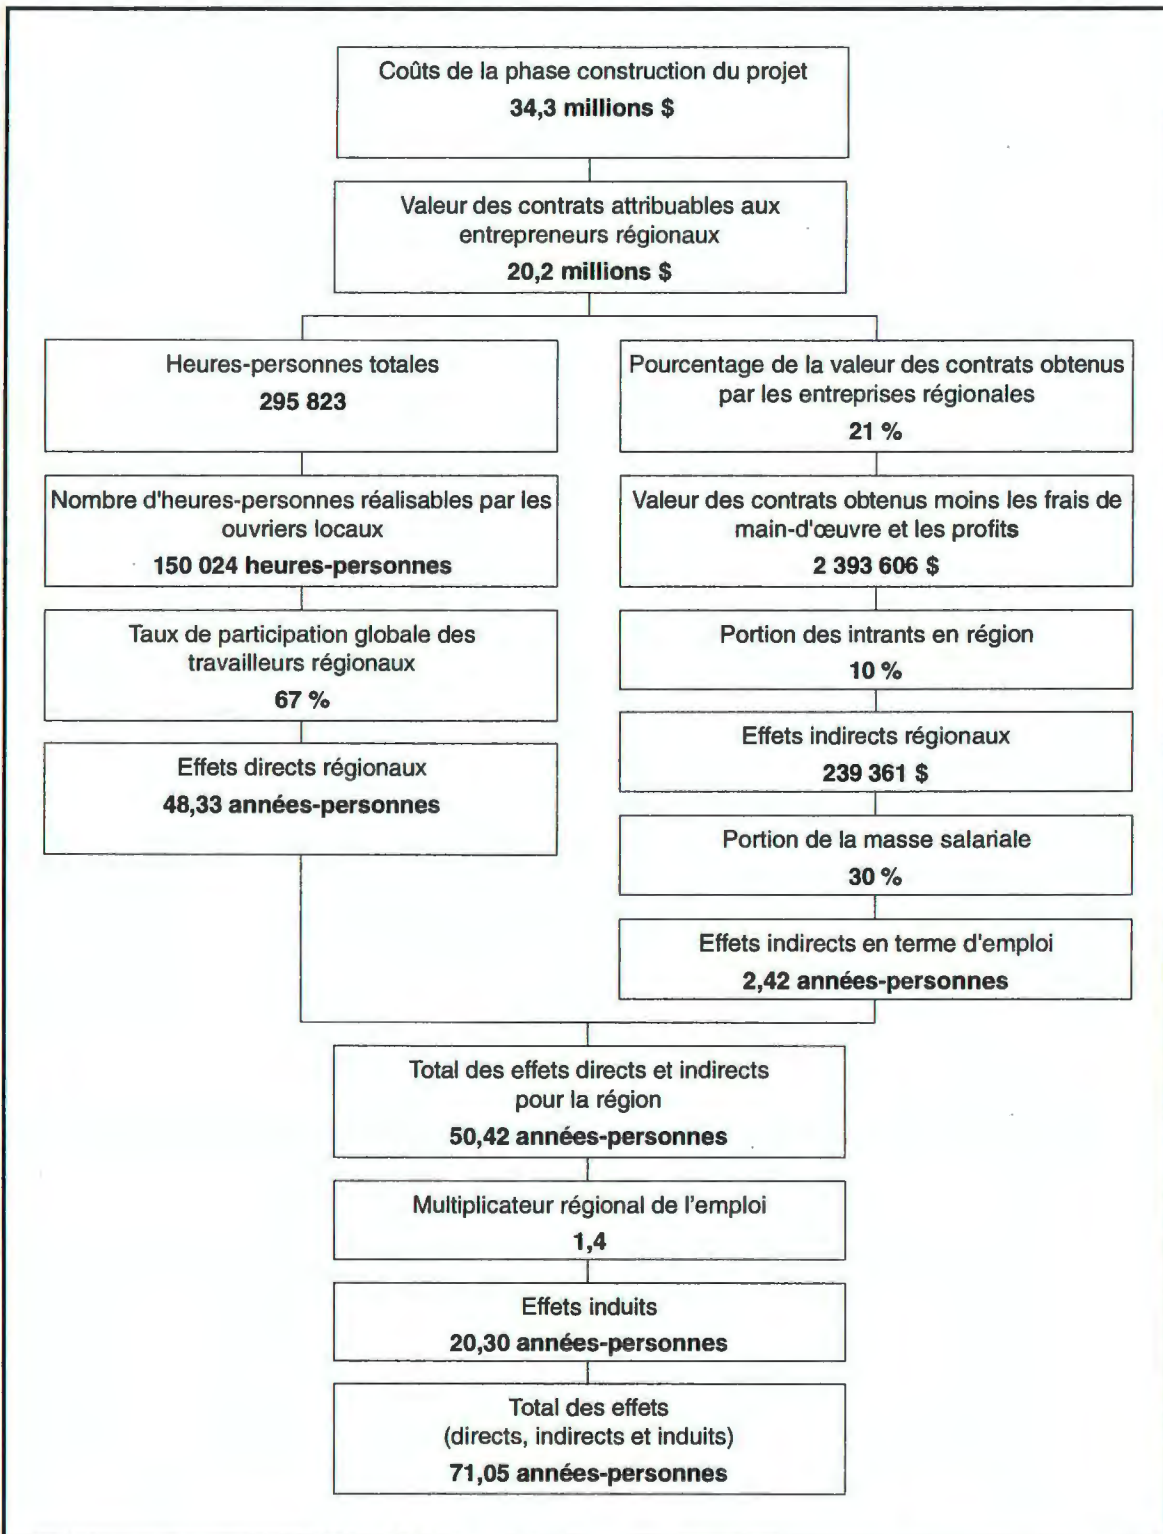 Coûts de la phase construction du projet
34,3 millions $
Valeur des contrats attribuables aux
entrepreneurs régionaux
20,2 millions $
Heures-personnes totales
295 823
Nombre d'heures-personnes réalisables par les
ouvriers locaux
150 024 heures-personnes
Taux de participation globale des
travailleurs régionaux
67 %
Effets directs régionaux
48,33 années-personnes
Pourcentage de la valeur des contrats obtenus
par les entreprises régionales
21 %
Valeur des contrats obtenus moins les frais de
main-d'œuvre et les profits
2 393 606 $
Portion des intrants en région
10 %
Effets indirects régionaux
239 361 $
Portion de la masse salariale
30 %
Effets indirects en terme d'emploi
2,42 années-personnes
Total des effets directs et indirects
pour la région
50,42 années-personnes
Multiplicateur régional de l'emploi
1,4
Effets induits
20,30 années-personnes
Total des effets
(directs, indirects et induits)
71,05 années-personnes